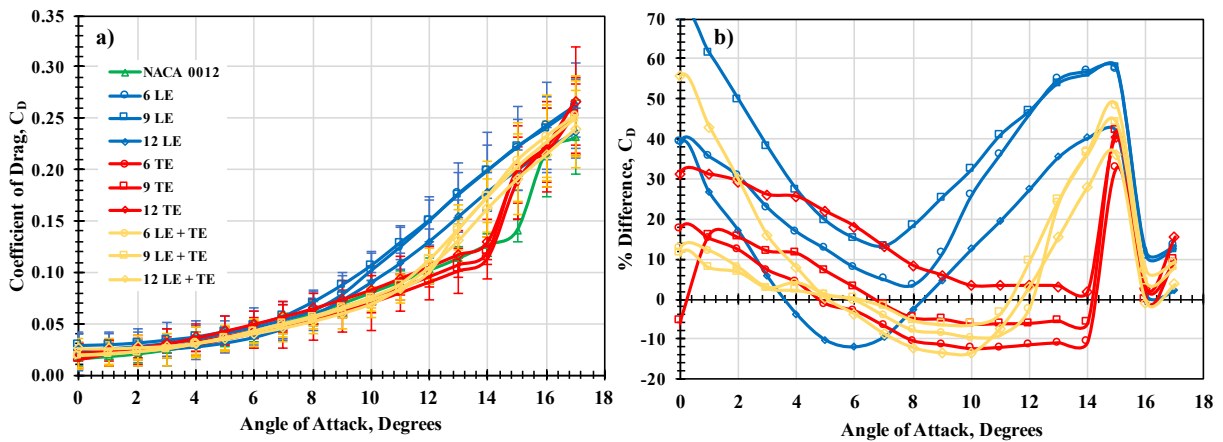 a)
Coefficient of Drag, C_D
0.35
0.30
0.25
0.20
0.15
0.10
0.05
0.00
NACA 0012
6 LE
9 LE
12 LE
6 TE
9 TE
12 TE
6 LE + TE
9 LE + TE
12 LE + TE
0 2 4 6 8 10 12 14 16 18
Angle of Attack, Degrees
b)
% Difference, C_D
70
60
50
40
30
20
10
0
-10
-20
0 2 4 6 8 10 12 14 16 18
Angle of Attack, Degrees